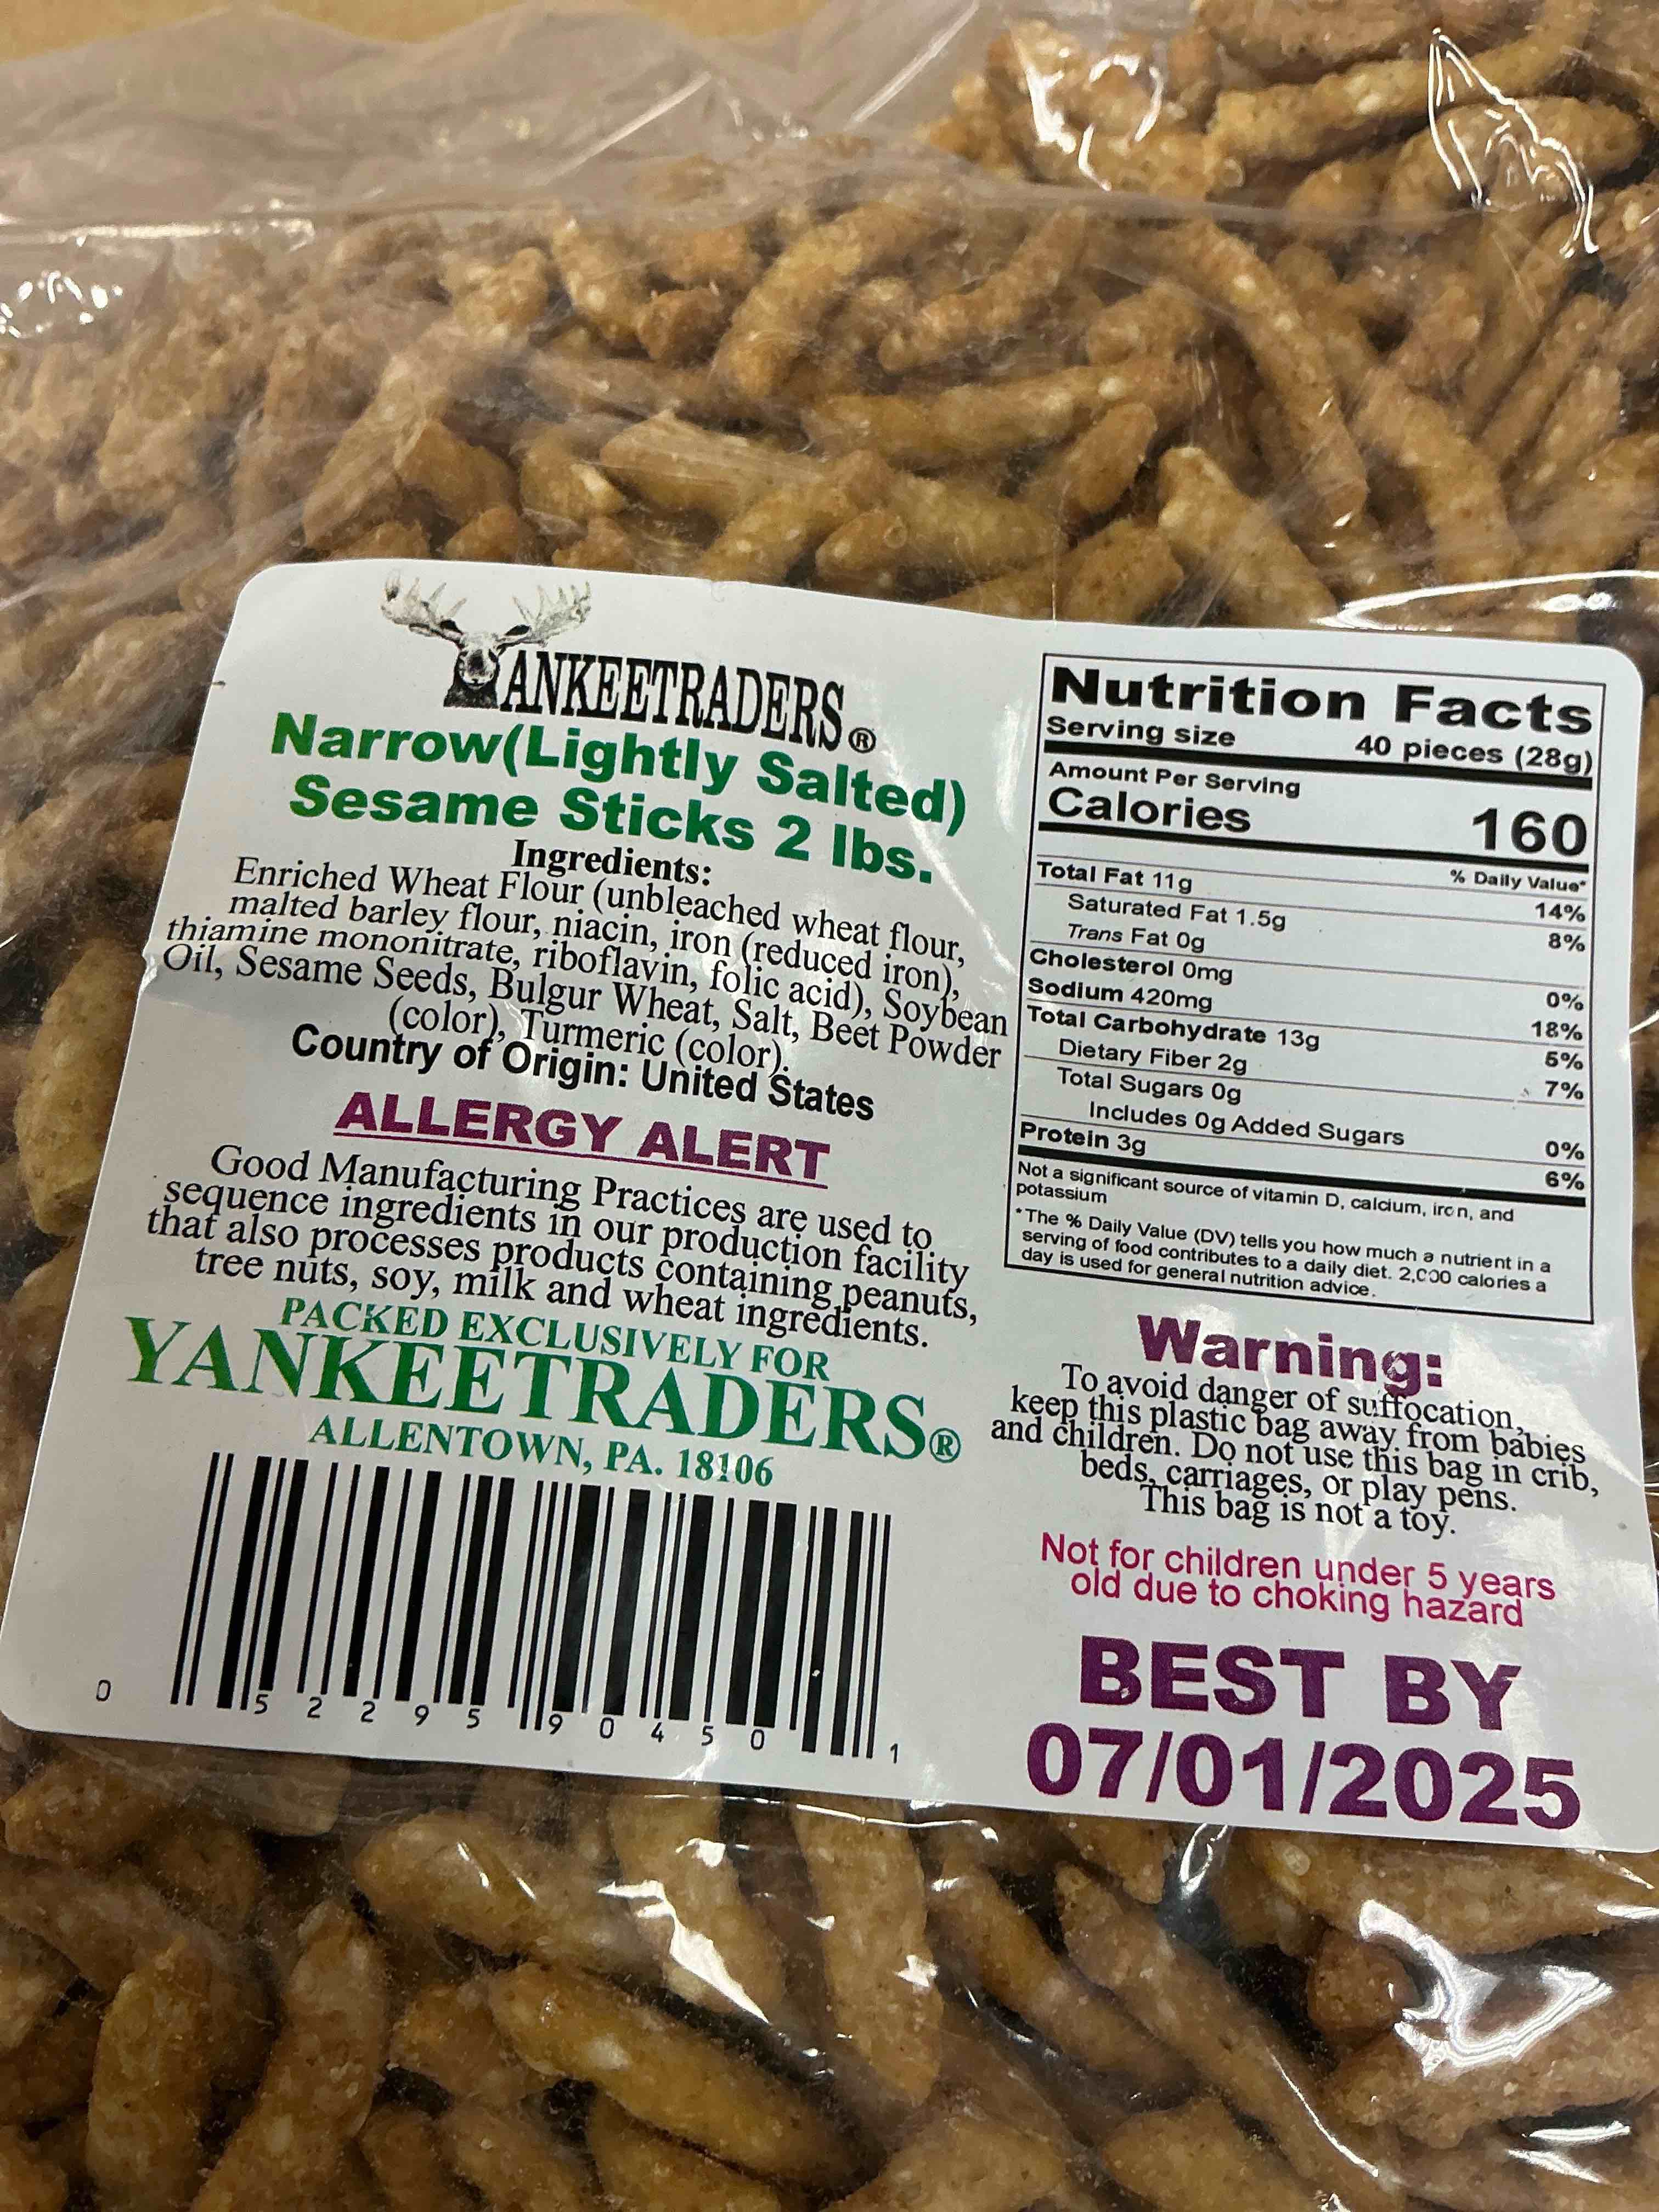 YANKEETRADERS®
Narrow(Lightly Salted)
Sesame Sticks 2 lbs.
Ingredients:
Enriched Wheat Flour (unbleached wheat flour,
malted barley flour, niacin, iron (reduced iron),
thiamine mononitrate, riboflavin, folic acid), Soybean
Oil, Sesame Seeds, Bulgur Wheat, Salt, Beet Powder
(color), Turmeric (color).
Country of Origin: United States
ALLERGY ALERT
Good Manufacturing Practices are used to
sequence ingredients in our production facility
that also processes products containing peanuts,
tree nuts, soy, milk and wheat ingredients.
PACKED EXCLUSIVELY FOR
YANKEETRADERS®
ALLENTOWN, PA. 18106
0 52295 90450 1
Nutrition Facts
Serving size 40 pieces (28g)
Amount Per Serving
Calories 160
% Daily Value*
Total Fat 11g 14%
Saturated Fat 1.5g 8%
Trans Fat 0g
Cholesterol 0mg 0%
Sodium 420mg 18%
Total Carbohydrate 13g 5%
Dietary Fiber 2g 7%
Total Sugars 0g
Includes 0g Added Sugars 0%
Protein 3g 6%
Not a significant source of vitamin D, calcium, iron, and
potassium
*The % Daily Value (DV) tells you how much a nutrient in a
serving of food contributes to a daily diet. 2,000 calories a
day is used for general nutrition advice.
Warning:
To avoid danger of suffocation,
keep this plastic bag away from babies
and children. Do not use this bag in crib,
beds, carriages, or play pens.
This bag is not a toy.
Not for children under 5 years
old due to choking hazard
BEST BY
07/01/2025